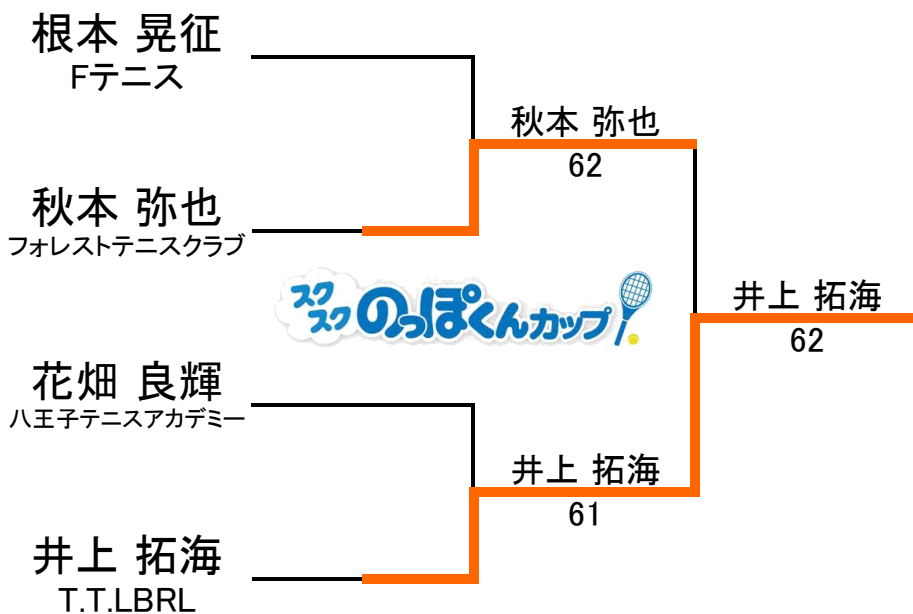 根本 晃征
Fテニス
秋本 弥也
62
秋本 弥也
フォレストテニスクラブ
スクスク のっぽくんカップ
井上 拓海
62
花畑 良輝
八王子テニスアカデミー
井上 拓海
61
井上 拓海
T.T.LBRL